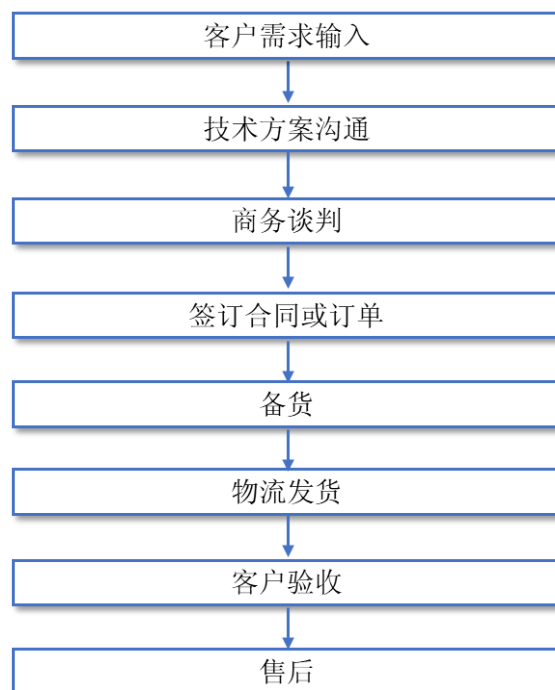 客户需求输入
技术方案沟通
商务谈判
签订合同或订单
备货
物流发货
客户验收
售后